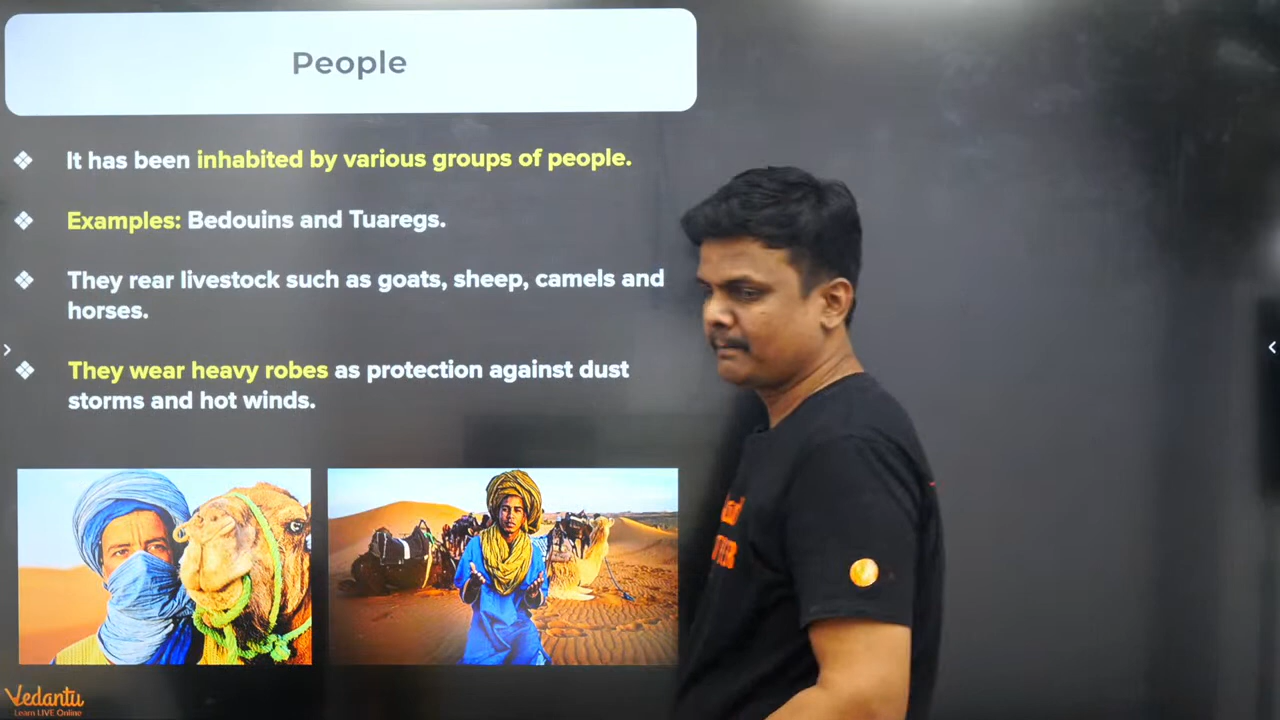 People
❖ It has been inhabited by various groups of people.
❖ Examples: Bedouins and Tuaregs.
❖ They rear livestock such as goats, sheep, camels and
horses.
❖ They wear heavy robes as protection against dust
storms and hot winds.
Vedantu
Learn LIVE Online